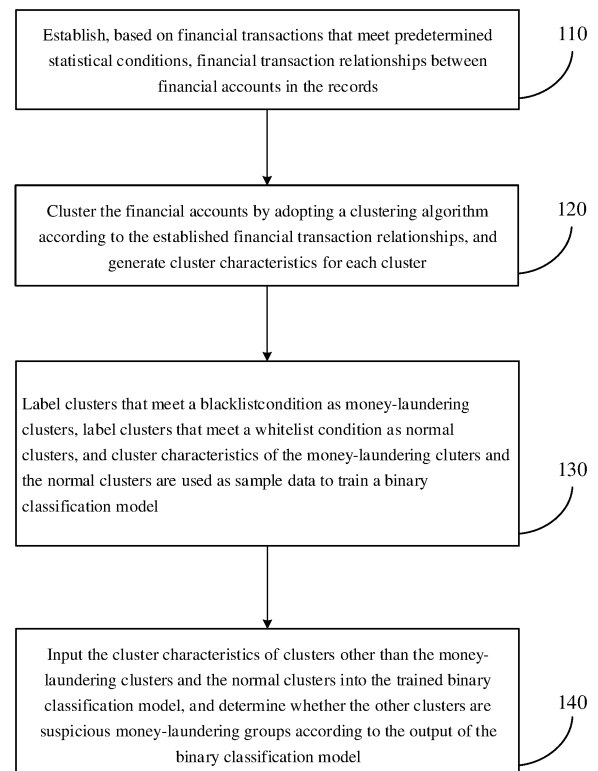 Establish, based on financial transactions that meet predetermined
statistical conditions, financial transaction relationships between
financial accounts in the records
110
Cluster the financial accounts by adopting a clustering algorithm
according to the established financial transaction relationships, and
generate cluster characteristics for each cluster
120
Label clusters that meet a blacklistcondition as money-laundering
clusters, label clusters that meet a whitelist condition as normal
clusters, and cluster characteristics of the money-laundering cluters and
the normal clusters are used as sample data to train a binary
classification model
130
Input the cluster characteristics of clusters other than the money-
laundering clusters and the normal clusters into the trained binary
classification model, and determine whether the other clusters are
suspicious money-laundering groups according to the output of the
binary classification model
140